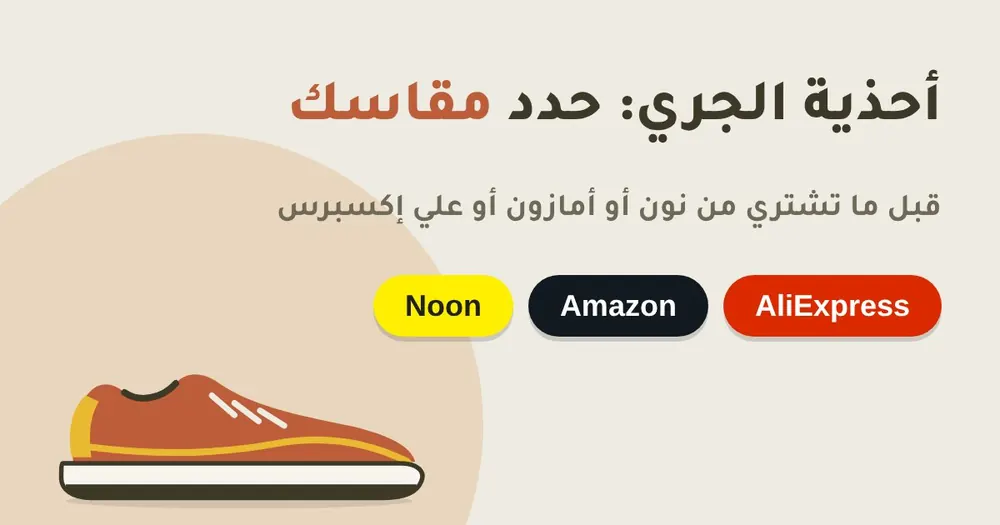 أحذية الجري: حدد مقاسك
قبل ما تشتري من نون أو أمازون أو علي إكسبرس
AliExpress Amazon Noon